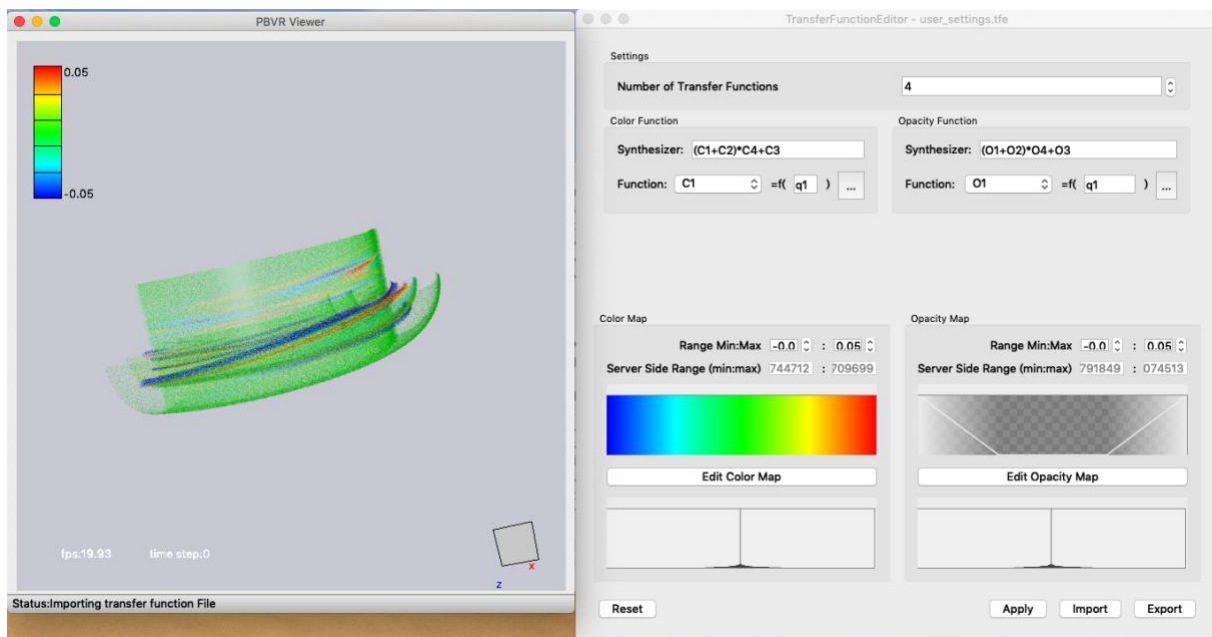 PBVR Viewer
0.05
-0.05
fps:19.93 time step:0
x
z
Status:Importing transfer function File
TransferFunctionEditor - user_settings.tfe
Settings
Number of Transfer Functions 4
Color Function
Synthesizer: (C1+C2)*C4+C3
Function: C1 =f( q1 ) ...
Opacity Function
Synthesizer: (O1+O2)*O4+O3
Function: O1 =f( q1 ) ...
Color Map
Range Min:Max -0.0 : 0.05
Server Side Range (min:max) 744712 : 709699
Edit Color Map
Opacity Map
Range Min:Max -0.0 : 0.05
Server Side Range (min:max) 791849 : 074513
Edit Opacity Map
Reset Apply Import Export